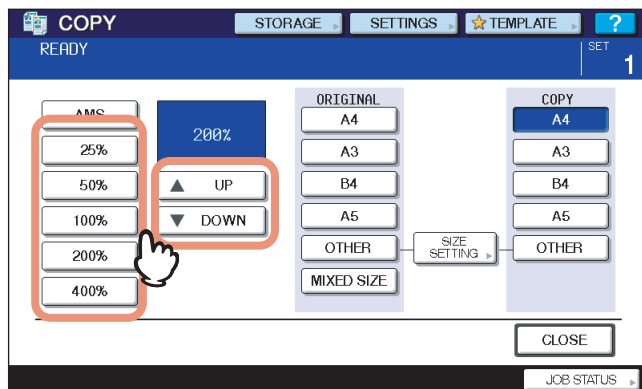 COPY
STORAGE
SETTINGS
TEMPLATE
?
READY
SET
1
AMS
25%
50%
100%
200%
400%
200%
UP
DOWN
ORIGINAL
A4
A3
B4
A5
OTHER
MIXED SIZE
SIZE
SETTING
COPY
A4
A3
B4
A5
OTHER
CLOSE
JOB STATUS